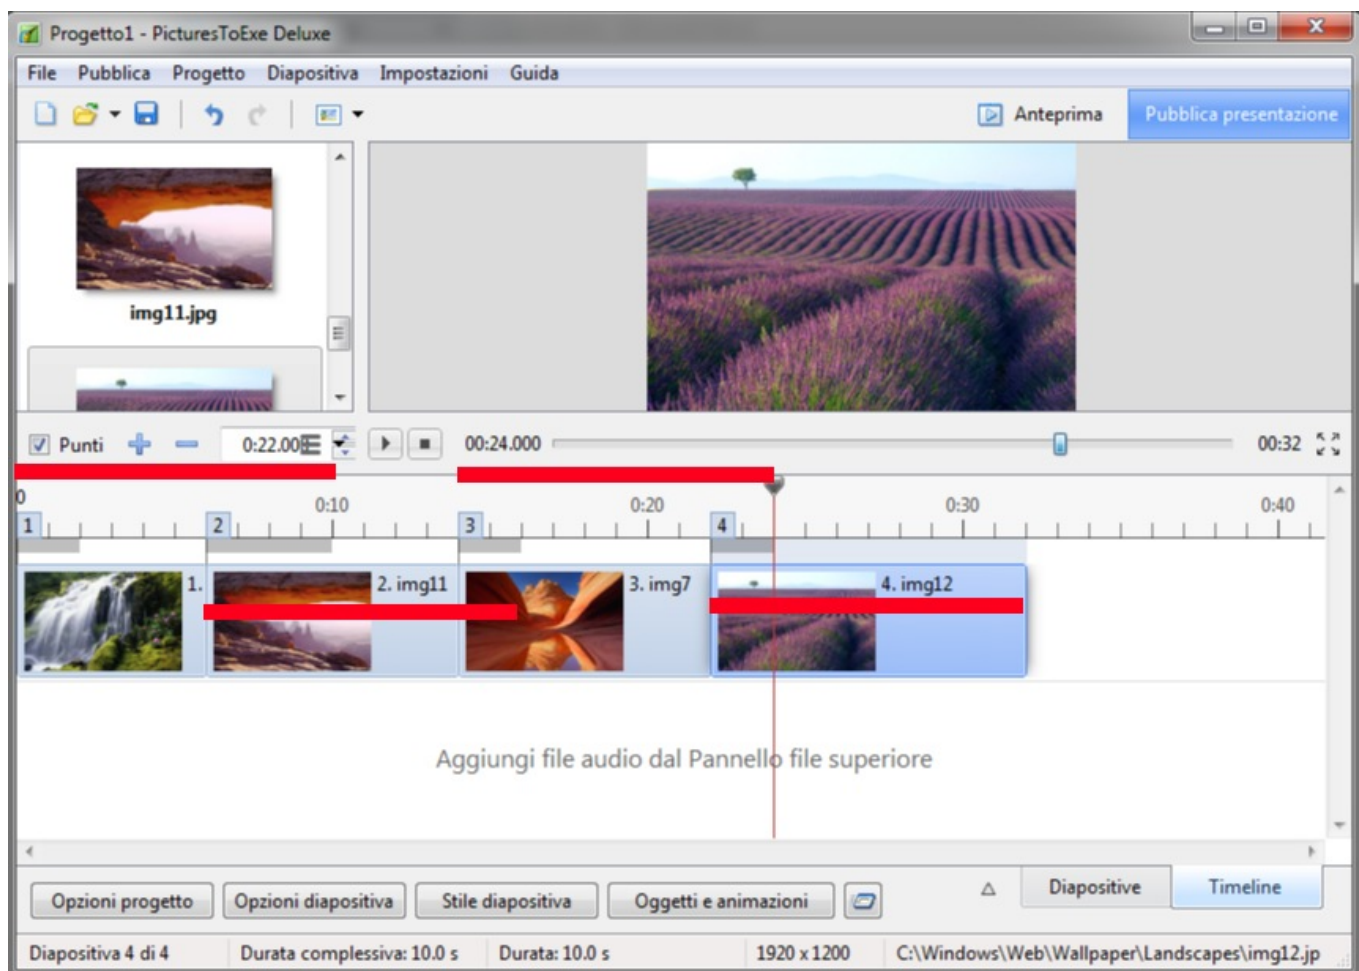 Progetto1 - PicturesToExe Deluxe
File Pubblica Progetto Diapositiva Impostazioni Guida
Anteprima Pubblica presentazione
img11.jpg
Punti 0:22.00 00:24.000 00:32
0 0:10 0:20 0:30 0:40
1 2 3 4
1. 2. img11 3. img7 4. img12
Aggiungi file audio dal Pannello file superiore
Opzioni progetto Opzioni diapositiva Stile diapositiva Oggetti e animazioni Diapositive Timeline
Diapositiva 4 di 4 Durata complessiva: 10.0 s Durata: 10.0 s 1920 x 1200 C:\Windows\Web\Wallpaper\Landscapes\img12.jp